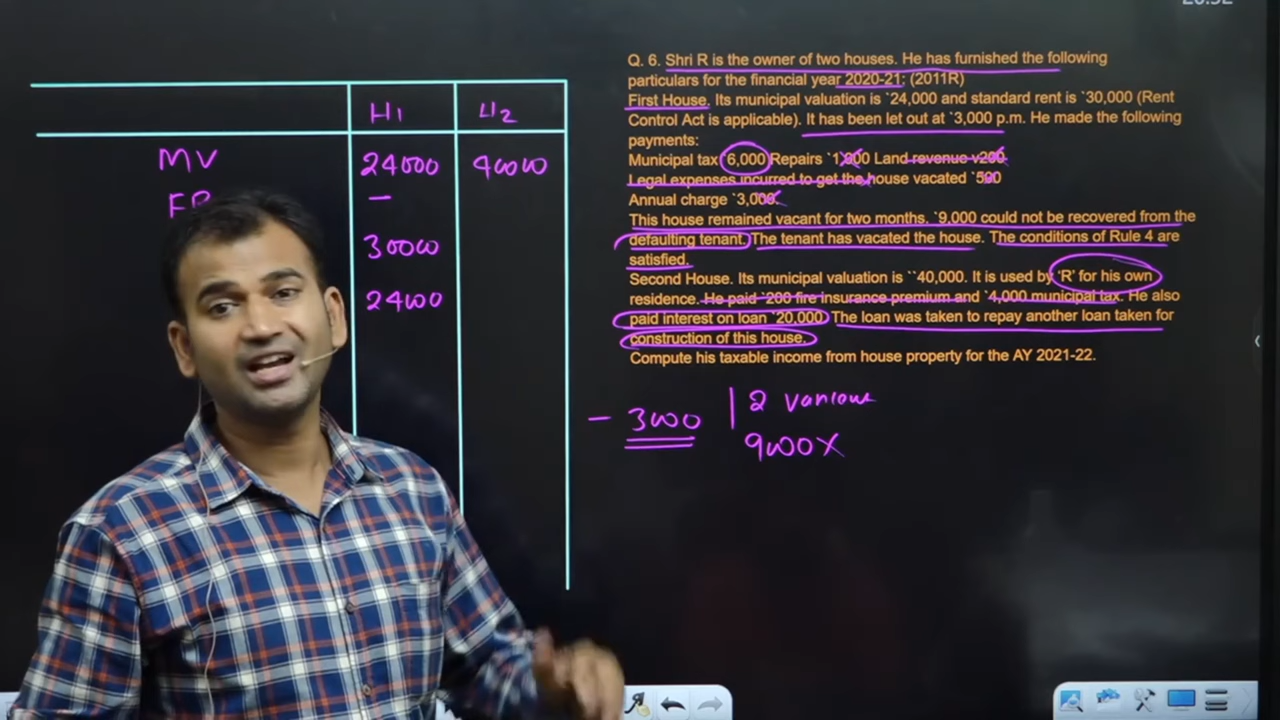 H1 H2
MV 24000 40000
FR —
30000
24000
Q. 6. Shri R is the owner of two houses. He has furnished the following
particulars for the financial year 2020-21: (2011R)
First House. Its municipal valuation is `24,000 and standard rent is `30,000 (Rent
Control Act is applicable). It has been let out at `3,000 p.m. He made the following
payments:
Municipal tax `6,000 Repairs `1,000 Land revenue v200
Legal expenses incurred to get the house vacated `500
Annual charge `3,000.
This house remained vacant for two months. `9,000 could not be recovered from the
defaulting tenant. The tenant has vacated the house. The conditions of Rule 4 are
satisfied.
Second House. Its municipal valuation is ``40,000. It is used by 'R' for his own
residence. He paid `200 fire insurance premium and `4,000 municipal tax. He also
paid interest on loan `20,000. The loan was taken to repay another loan taken for
construction of this house.
Compute his taxable income from house property for the AY 2021-22.
— 3000 | 2
9000 X